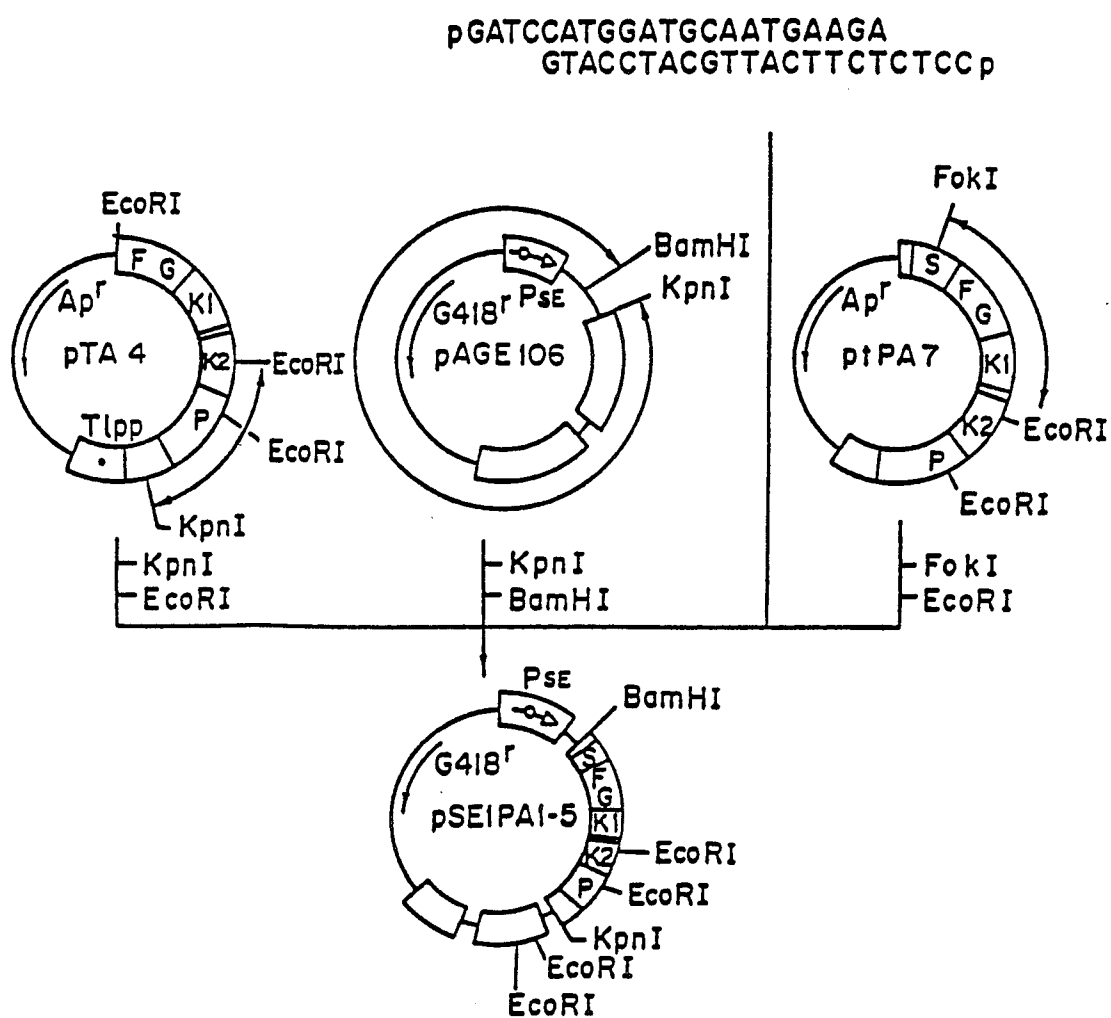 pGATCCATGGATGCAATGAAGA
GTACCTACGTTACTTCTCTCCp
FokI
EcoRI
F
G
K1
Apʳ
pTA 4
K2
EcoRI
P
Tlpp
EcoRI
KpnI
BamHI
KpnI
PSE
G418ʳ
pAGE106
S
F
G
Apʳ
ptPA7
K1
K2
EcoRI
P
EcoRI
KpnI
EcoRI
KpnI
BamHI
FokI
EcoRI
PSE
BamHI
S
F
G
G418ʳ
pSE1PA1-5
K1
K2
EcoRI
P
EcoRI
KpnI
EcoRI
EcoRI